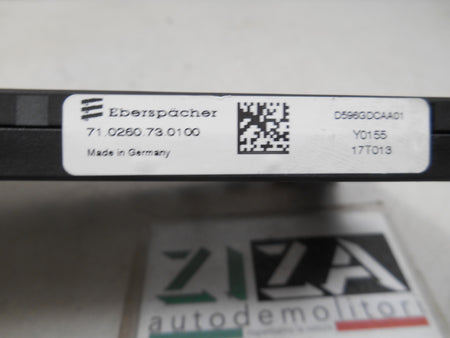 Eberspächer
71.0260.73.0100
Made in Germany
D596GDCAA01
Y0155
17T013
ZIZA
autodemolitori